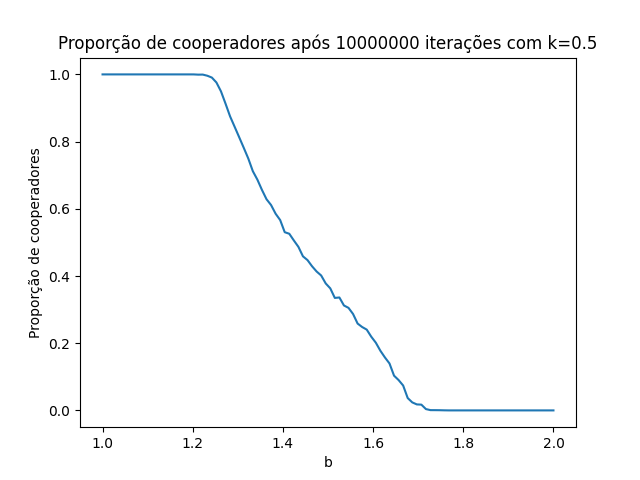 Proporção de cooperadores após 10000000 iterações com k=0.5
Proporção de cooperadores
1.0
0.8
0.6
0.4
0.2
0.0
1.0 1.2 1.4 1.6 1.8 2.0
b